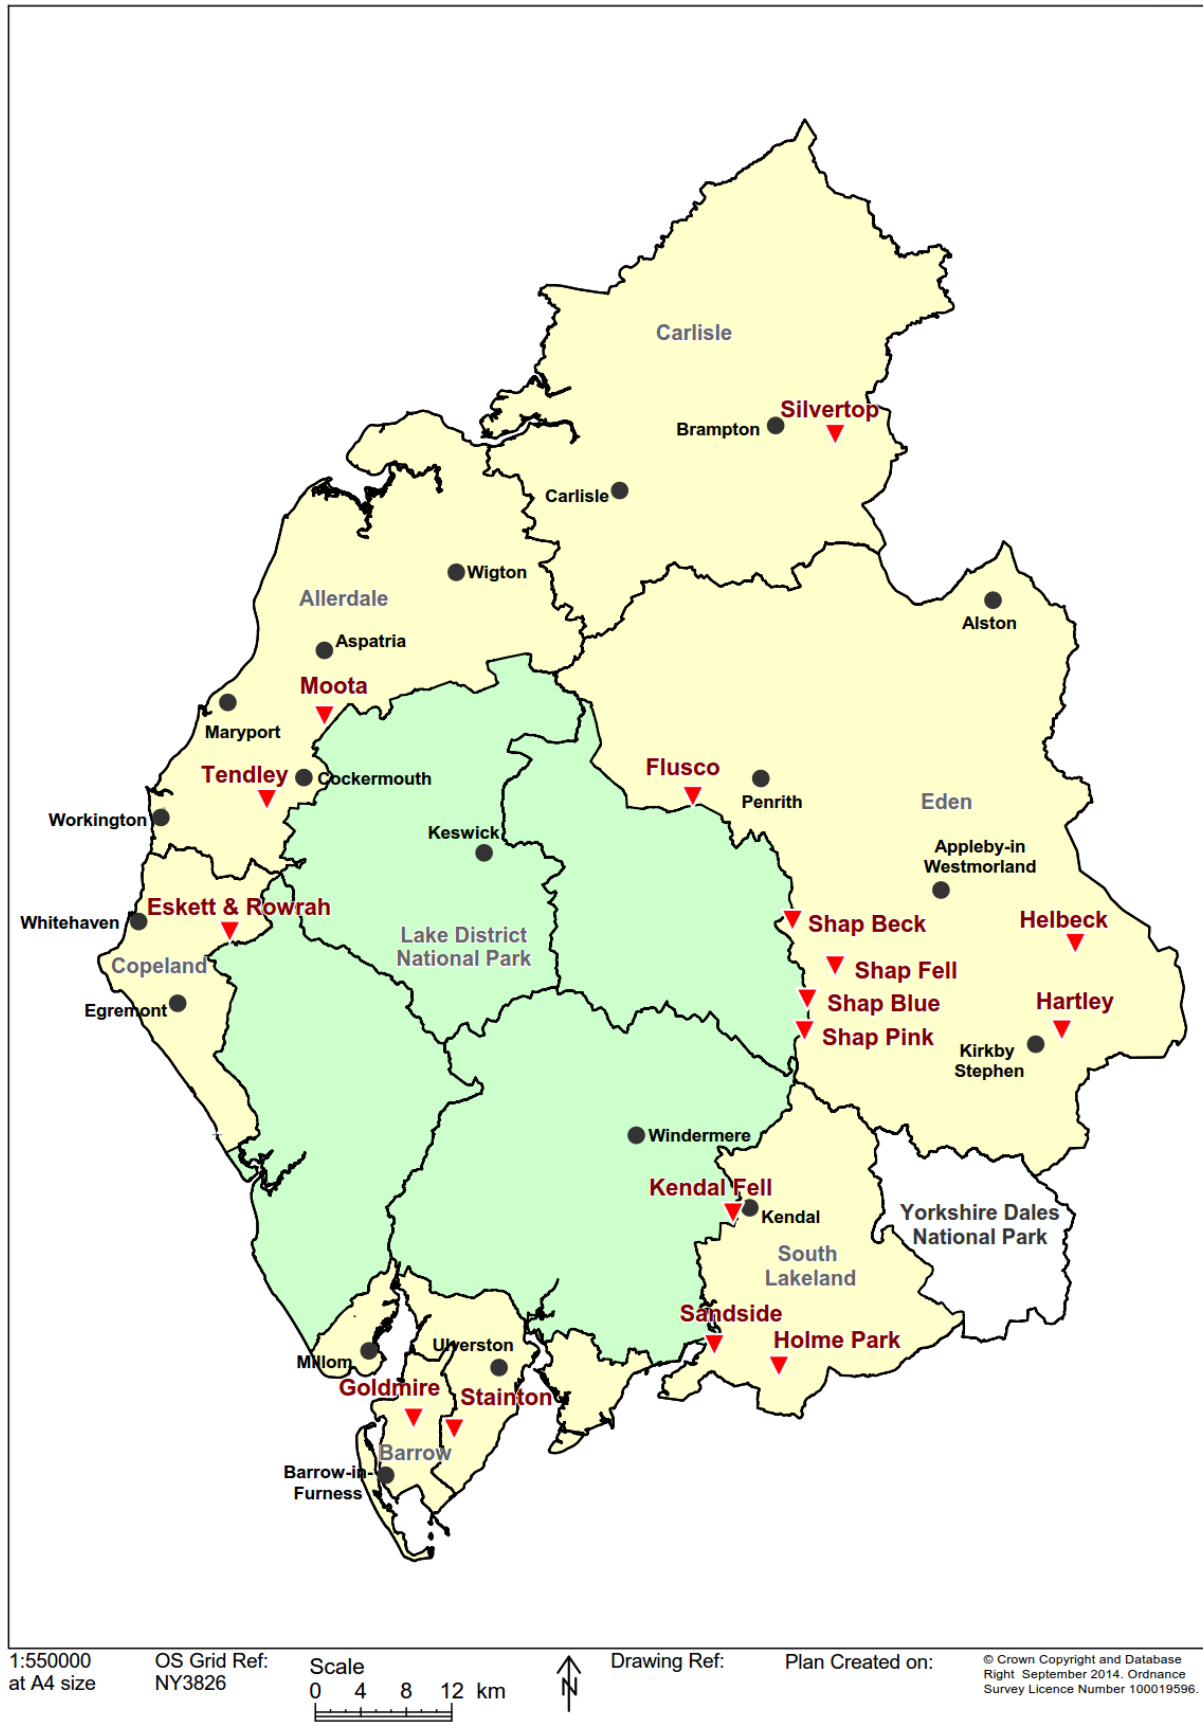 Carlisle
Silvertop
Brampton
Carlisle
Wigton
Allerdale
Alston
Aspatria
Moota
Maryport
Flusco
Tendley
Cockermouth
Penrith
Eden
Workington
Keswick
Appleby-in
Westmorland
Eskett & Rowrah
Whitehaven
Shap Beck
Helbeck
Lake District
National Park
Copeland
Shap Fell
Egremont
Shap Blue
Hartley
Shap Pink
Kirkby
Stephen
Windermere
Kendal Fell
Kendal
Yorkshire Dales
National Park
South
Lakeland
Sandside
Holme Park
Ulverston
Millom
Goldmire
Stainton
Barrow
Barrow-in-
Furness
1:550000
at A4 size
OS Grid Ref:
NY3826
Scale
0 4 8 12 km
N
Drawing Ref:
Plan Created on:
© Crown Copyright and Database
Right September 2014. Ordnance
Survey Licence Number 100019596.